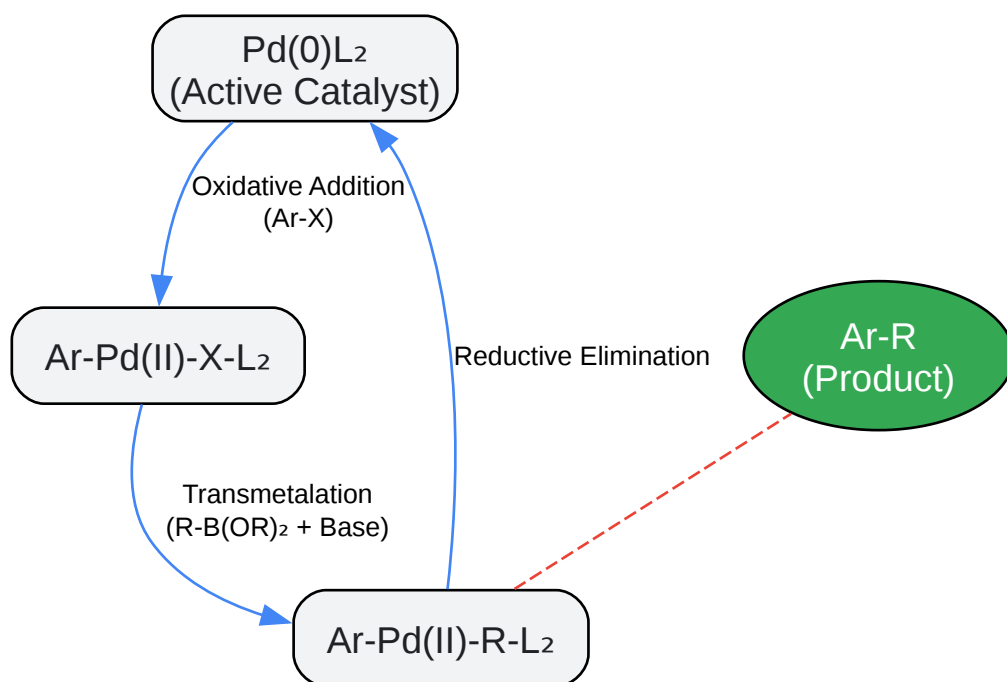 Pd(0)L₂
(Active Catalyst)
Oxidative Addition
(Ar-X)
Ar-Pd(II)-X-L₂
Reductive Elimination
Ar-R
(Product)
Transmetalation
(R-B(OR)₂ + Base)
Ar-Pd(II)-R-L₂